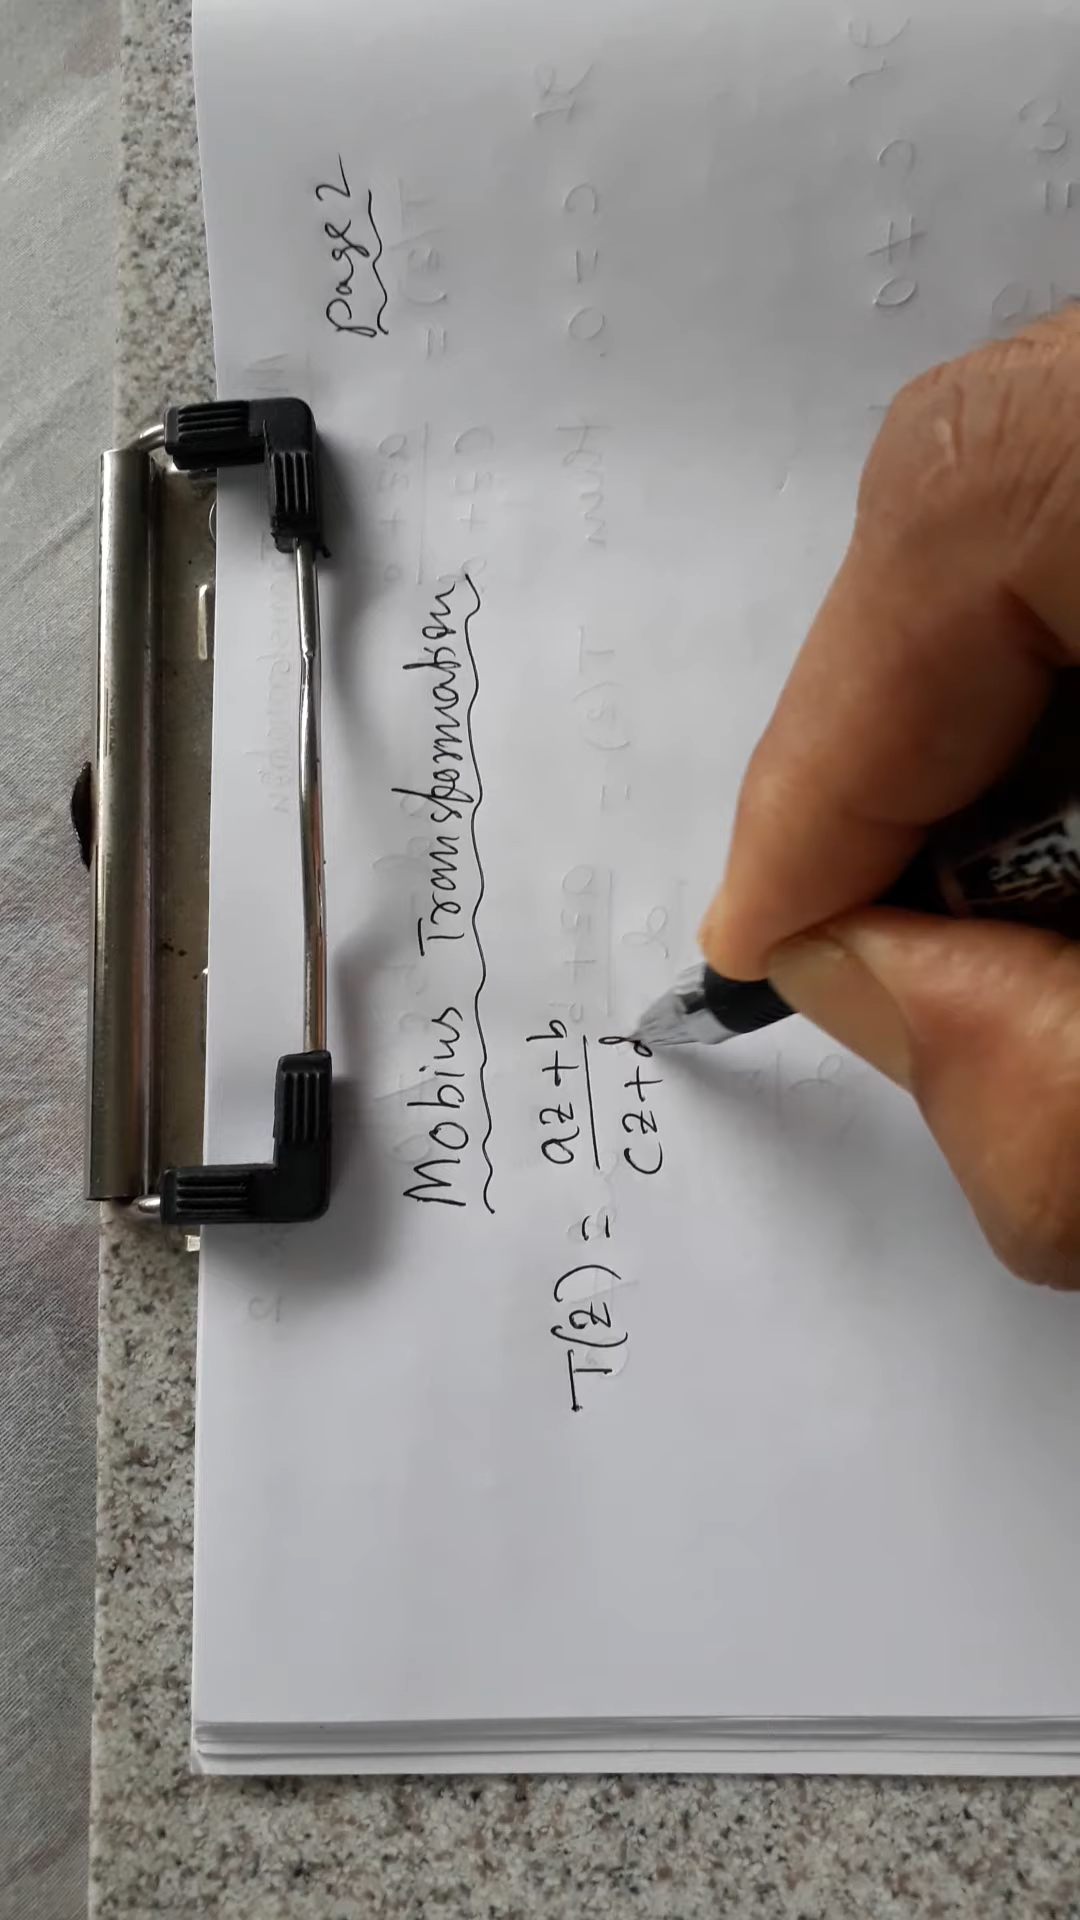 Page 2
Mobius Transformation
T(z) = az+b
cz+d